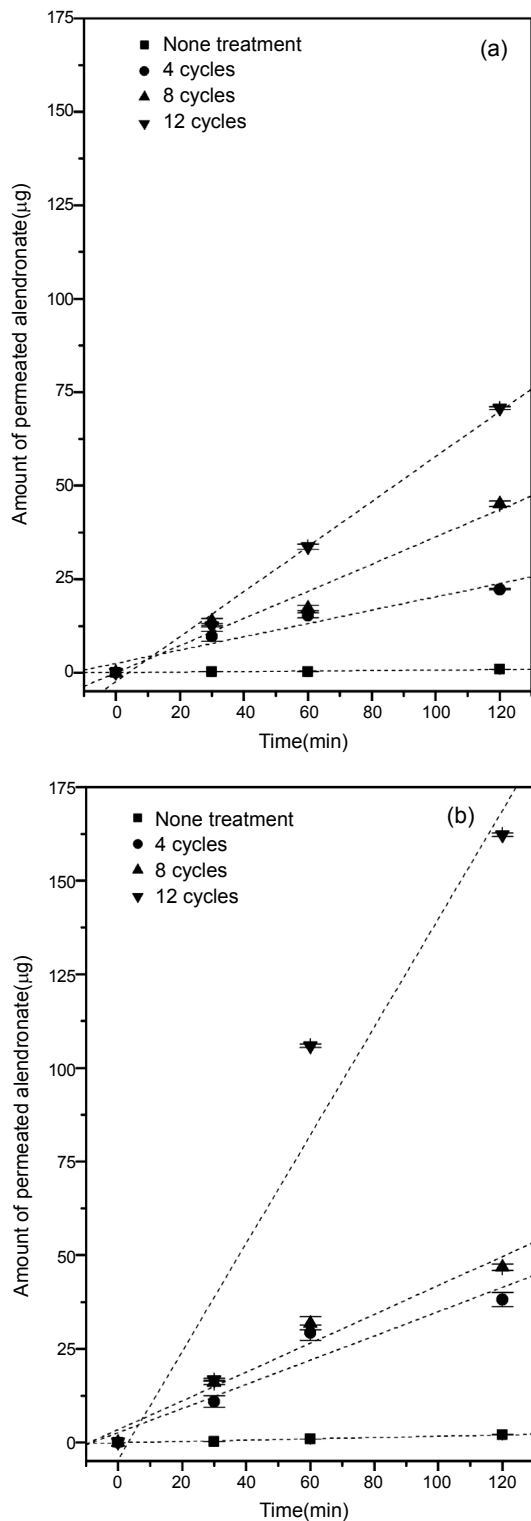 175
150
125
100
75
50
25
0
Amount of permeated alendronate(μg)
None treatment
4 cycles
8 cycles
12 cycles
(a)
0 20 40 60 80 100 120
Time(min)
175
150
125
100
75
50
25
0
Amount of permeated alendronate(μg)
None treatment
4 cycles
8 cycles
12 cycles
(b)
0 20 40 60 80 100 120
Time(min)